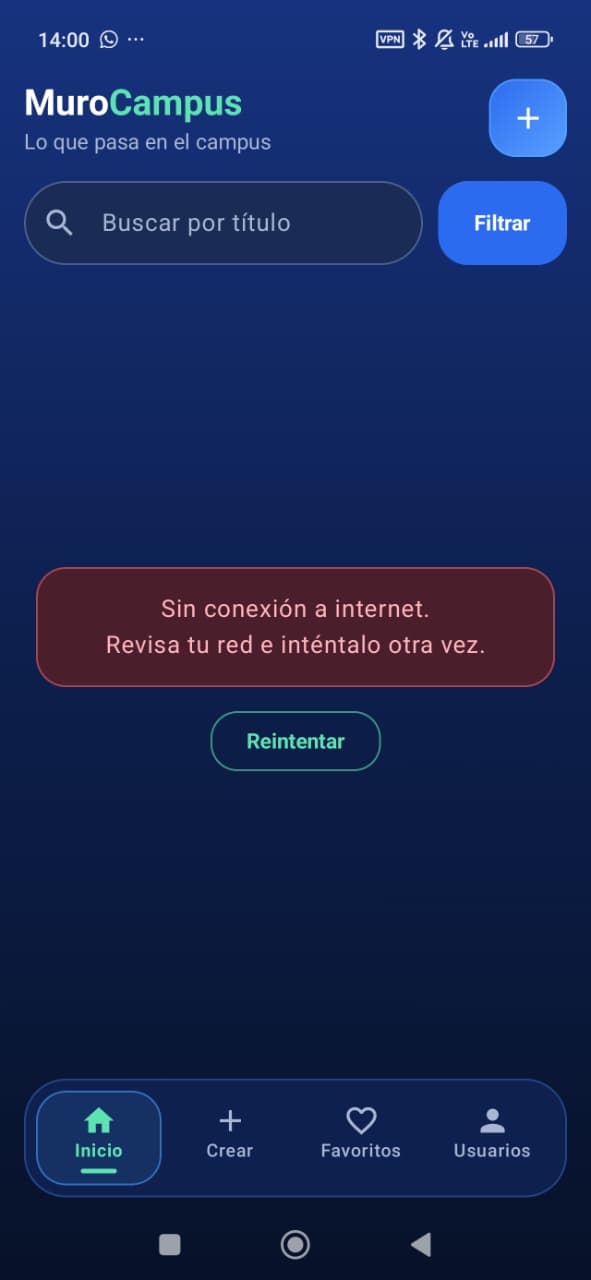 14:00 ...
VPN Vo LTE 57
MuroCampus
Lo que pasa en el campus
+
Buscar por título
Filtrar
Sin conexión a internet.
Revisa tu red e inténtalo otra vez.
Reintentar
Inicio
Crear
Favoritos
Usuarios